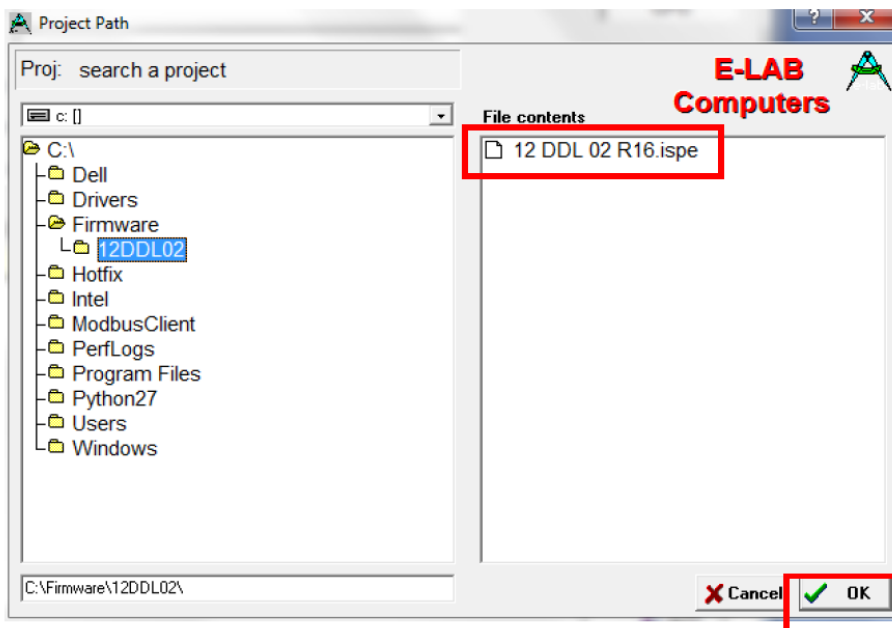 Project Path
?
Proj: search a project
E-LAB
Computers
c: []
File contents
C:\
Dell
Drivers
Firmware
12DDL02
Hotfix
Intel
ModbusClient
PerfLogs
Program Files
Python27
Users
Windows
12 DDL 02 R16.ispe
C:\Firmware\12DDL02\
Cancel
OK